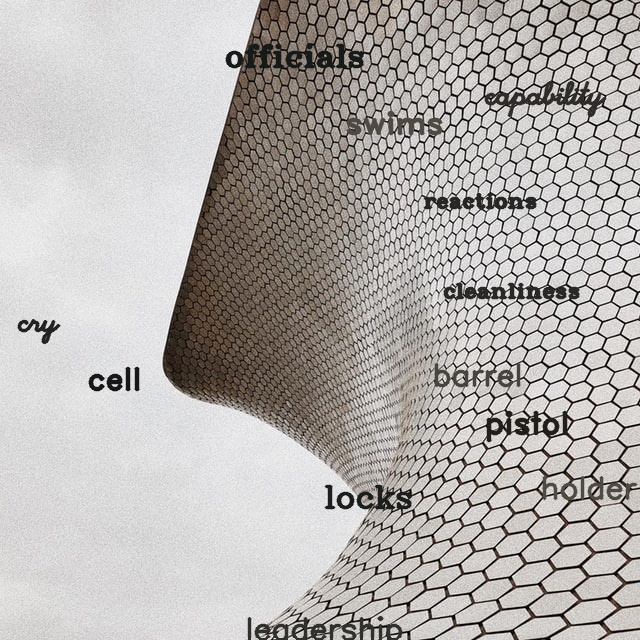 officials
capability
swims
reactions
cleanliness
cry
barrel
cell
pistol
holder
locks
leadership